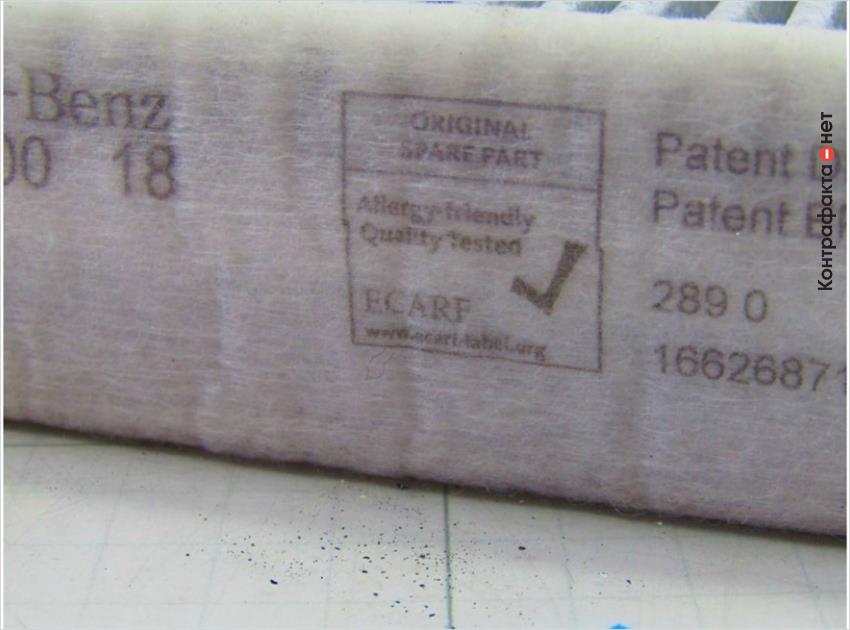 -Benz
00 18
ORIGINAL
SPARE PART
Allergy-friendly
Quality Tested
ECARF
www.ecarf-label.org
Patent
Patent
289 0
16626871
Контрафакта–нет